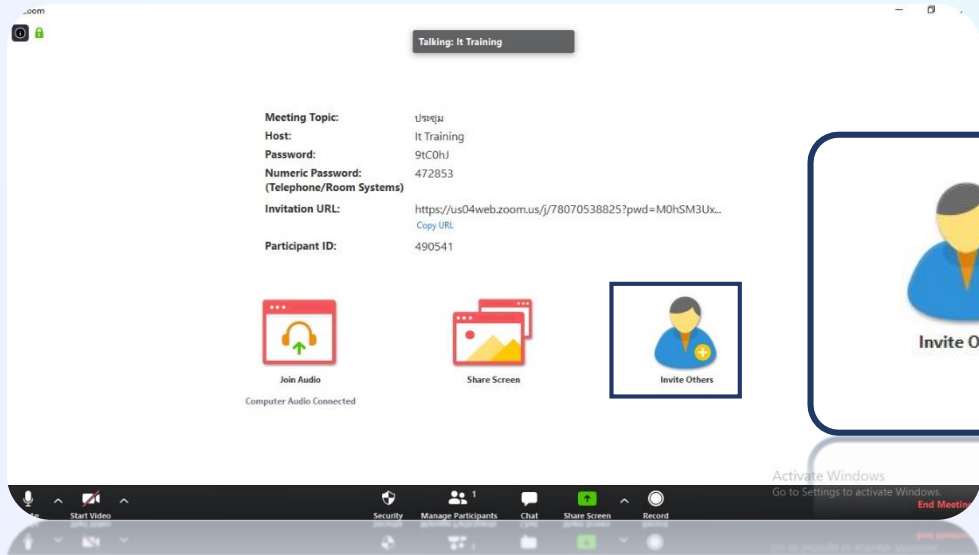 Talking: It Training
Meeting Topic: ประชุม
Host: It Training
Password: 9tC0hJ
Numeric Password: 472853
(Telephone/Room Systems)
Invitation URL: https://us04web.zoom.us/j/78070538825?pwd=M0hSM3Ux...
Copy URL
Participant ID: 490541
Join Audio
Computer Audio Connected
Share Screen
Invite Others
Invite O
Activate Windows
Go to Settings to activate Windows.
Start Video
Security
Manage Participants 1
Chat
Share Screen
Record
End Meeting